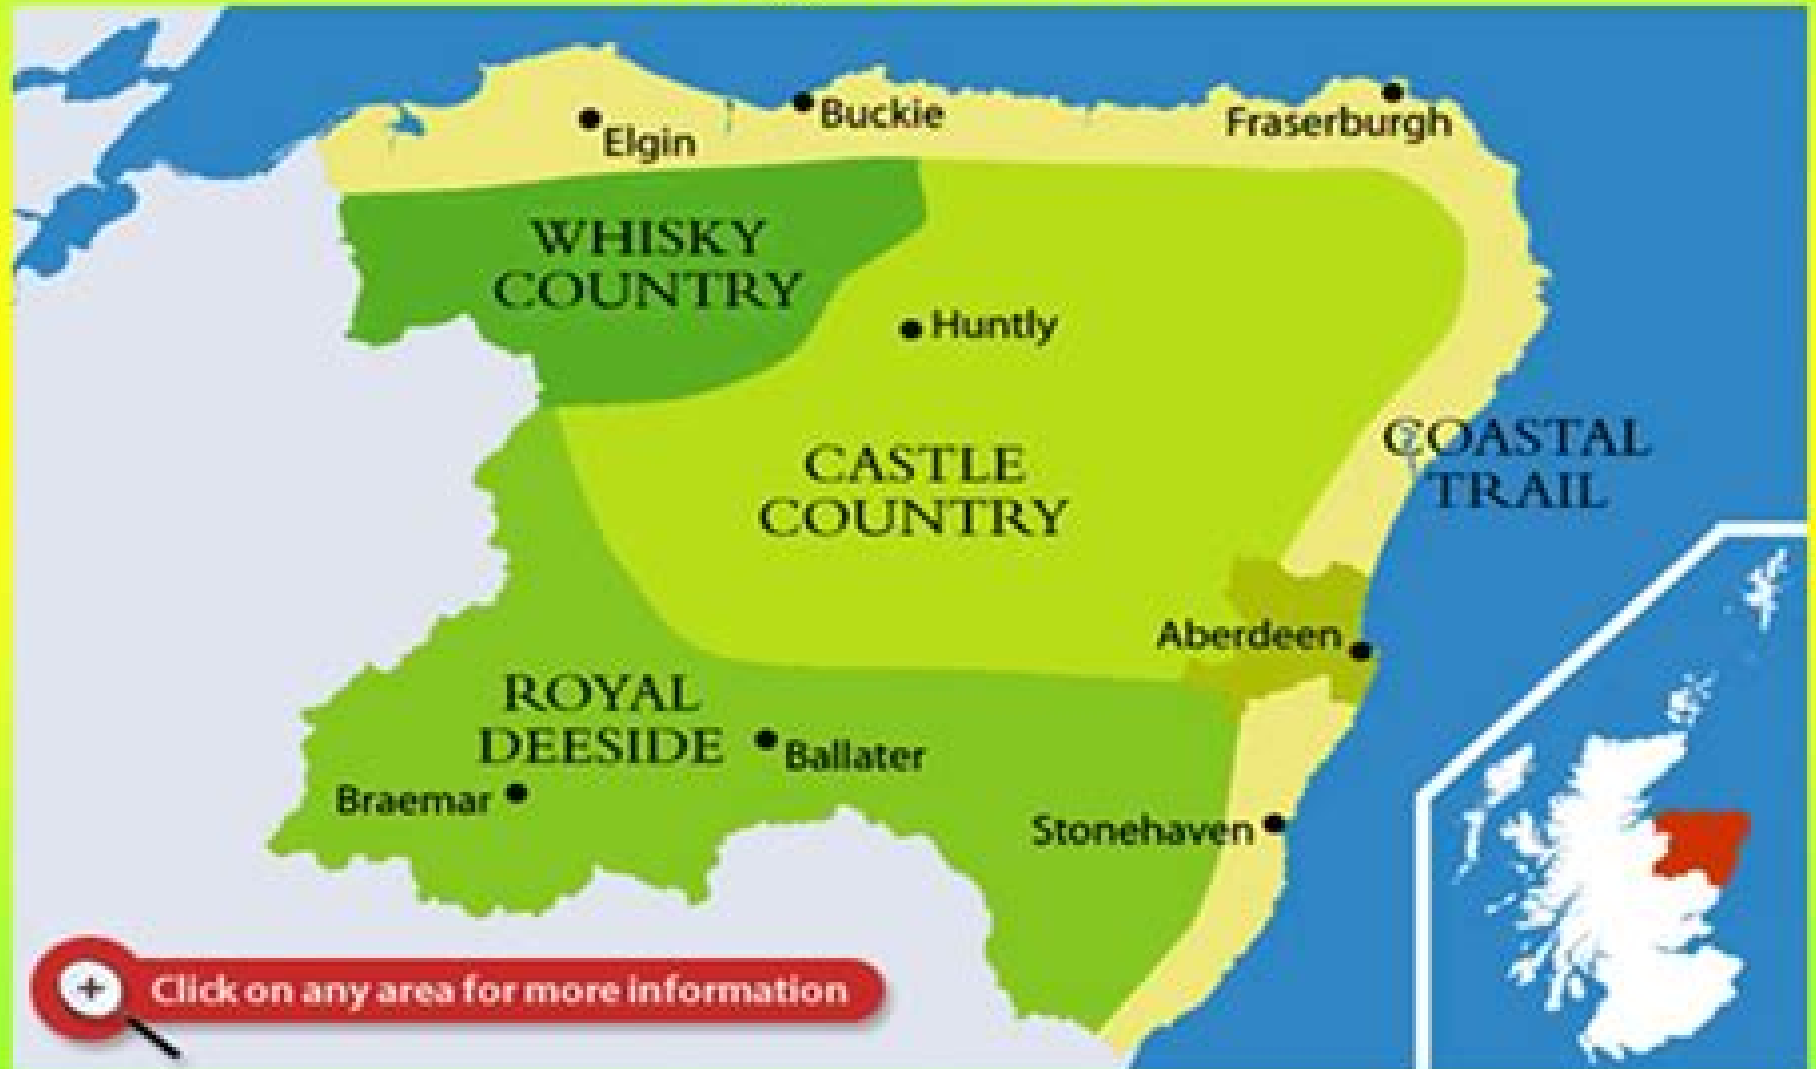 Buckie
Fraserburgh
Elgin
WHISKY
COUNTRY
Huntly
COASTAL
TRAIL
CASTLE
COUNTRY
Aberdeen
ROYAL
DEESIDE
Ballater
Braemar
Stonehaven
Click on any area for more information